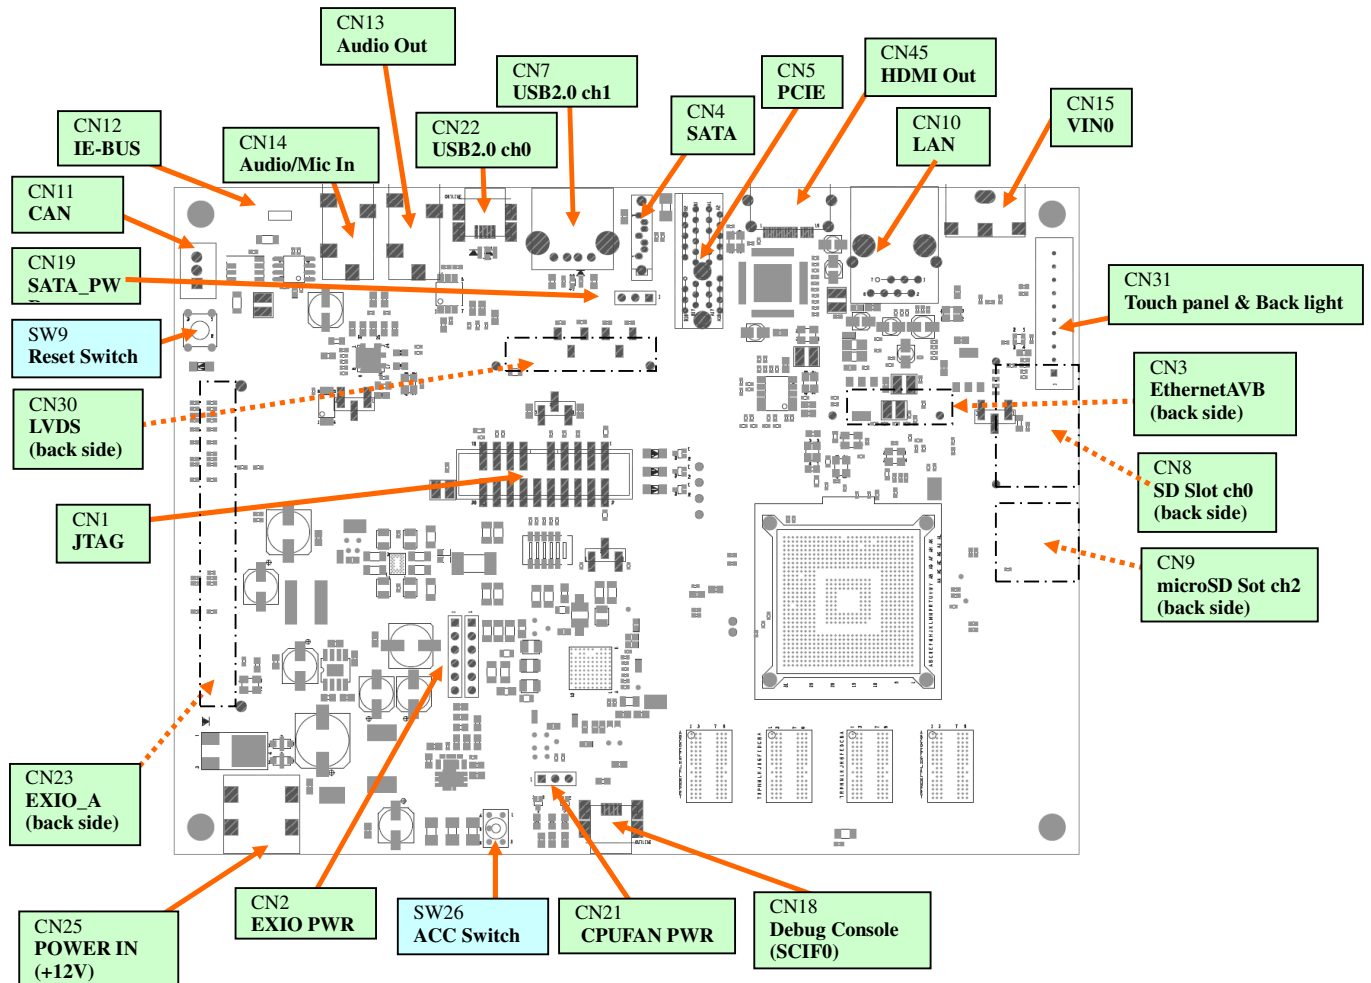 CN13
Audio Out
CN7
USB2.0 ch1
CN5
PCIE
CN45
HDMI Out
CN12
IE-BUS
CN14
Audio/Mic In
CN22
USB2.0 ch0
CN4
SATA
CN10
LAN
CN15
VIN0
CN11
CAN
CN19
SATA_PW
SW9
Reset Switch
CN30
LVDS
(back side)
CN1
JTAG
CN31
Touch panel & Back light
CN3
EthernetAVB
(back side)
CN8
SD Slot ch0
(back side)
CN9
microSD Sot ch2
(back side)
CN23
EXIO_A
(back side)
CN25
POWER IN
(+12V)
CN2
EXIO PWR
SW26
ACC Switch
CN21
CPUFAN PWR
CN18
Debug Console
(SCIF0)